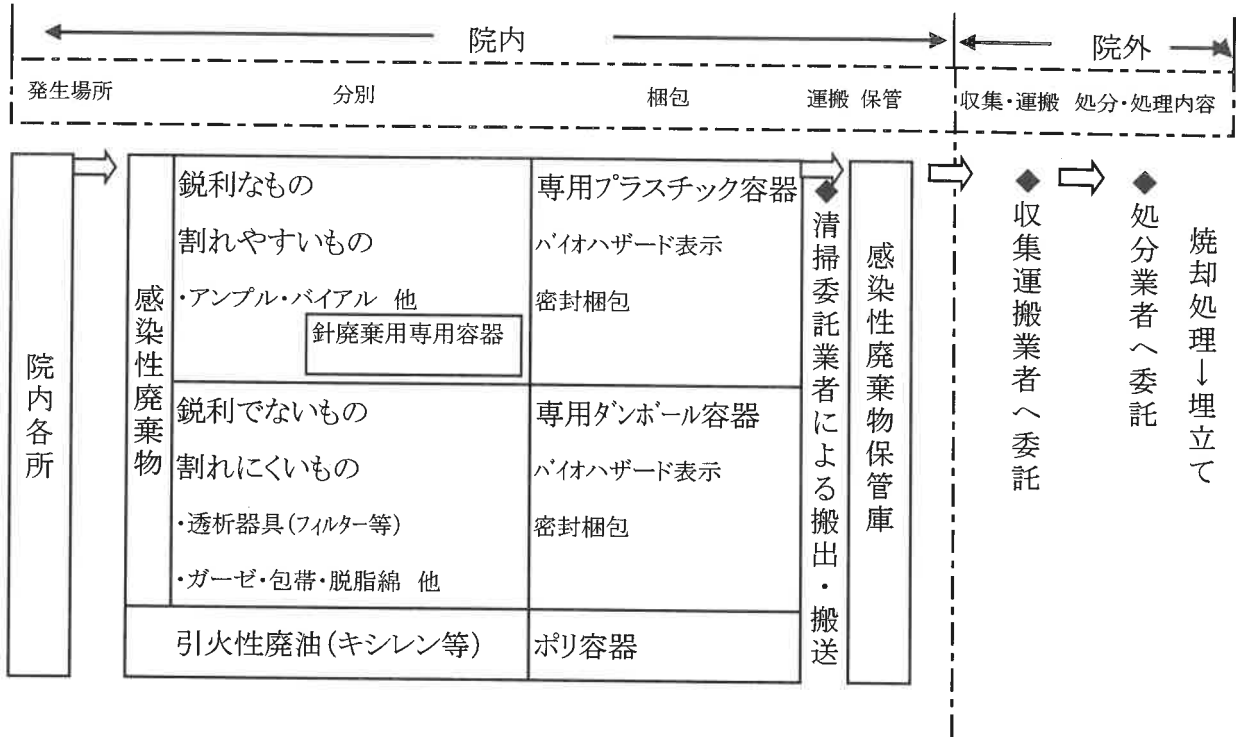 院内
院外
発生場所
分別
梱包
運搬
保管
収集・運搬
処分・処理内容
院内各所
感染性廃棄物
鋭利なもの
割れやすいもの
・アンプル・バイアル 他
針廃棄用専用容器
専用プラスチック容器
バイオハザード表示
密封梱包
鋭利でないもの
割れにくいもの
・透析器具(フィルター等)
・ガーゼ・包帯・脱脂綿 他
専用ダンボール容器
バイオハザード表示
密封梱包
引火性廃油(キシレン等)
ポリ容器
◆清掃委託業者による搬出・搬送
感染性廃棄物保管庫
◆収集運搬業者へ委託
◆処分業者へ委託
焼却処理→埋立て